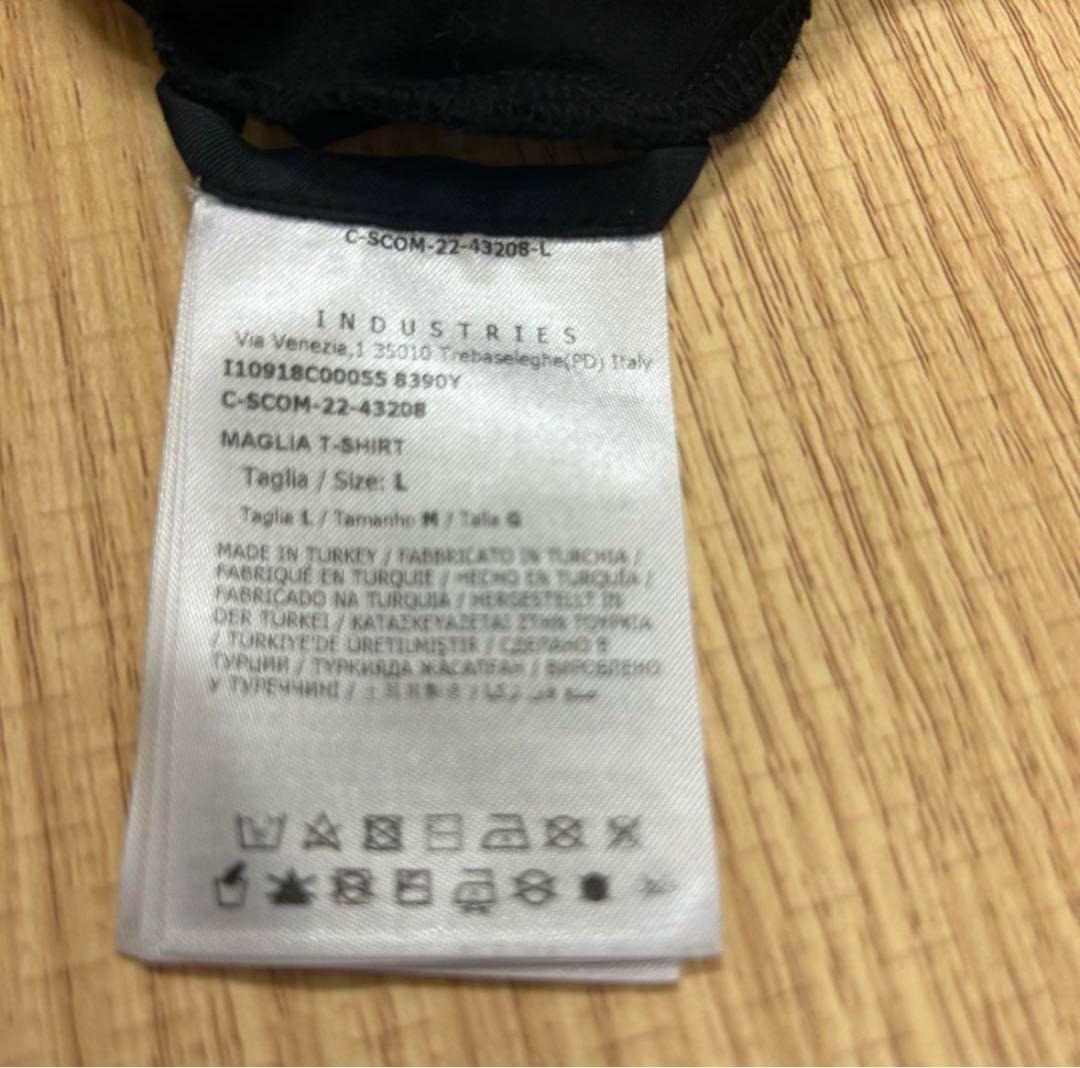 C-SCOM-22-43208-L
INDUSTRIES
Via Venezia,1 35010 Trebaseleghe(PD) Italy
I10918C00055 8390Y
C-SCOM-22-43208
MAGLIA T-SHIRT
Taglia / Size: L
Taglia L / Tamanho M / Talla G
MADE IN TURKEY / FABBRICATO IN TURCHIA /
FABRIQUÉ EN TURQUIE / HECHO EN TURQUÍA /
FABRICADO NA TURQUIA / HERGESTELLT IN
DER TÜRKEI / ΚΑΤΑΣΚΕΥΑΖΕΤΑΙ ΣΤΗΝ ΤΟΥΡΚΙΑ
/ TÜRKIYE'DE ÜRETILMIŞTIR / СДЕЛАНО В
ТУРЦИИ / ТУРКИЯДА ЖАСАЛҒАН / ВИРОБЛЕНО
У ТУРЕЧЧИНІ /